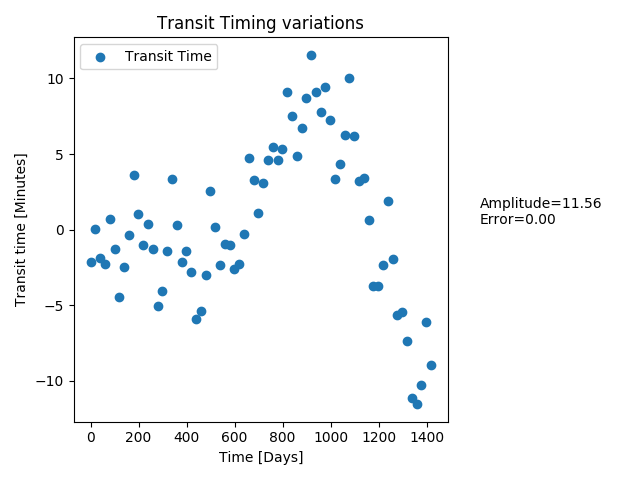 Transit Timing variations
Transit Time
10
5
0
−5
−10
Transit time [Minutes]
0 200 400 600 800 1000 1200 1400
Time [Days]
Amplitude=11.56
Error=0.00